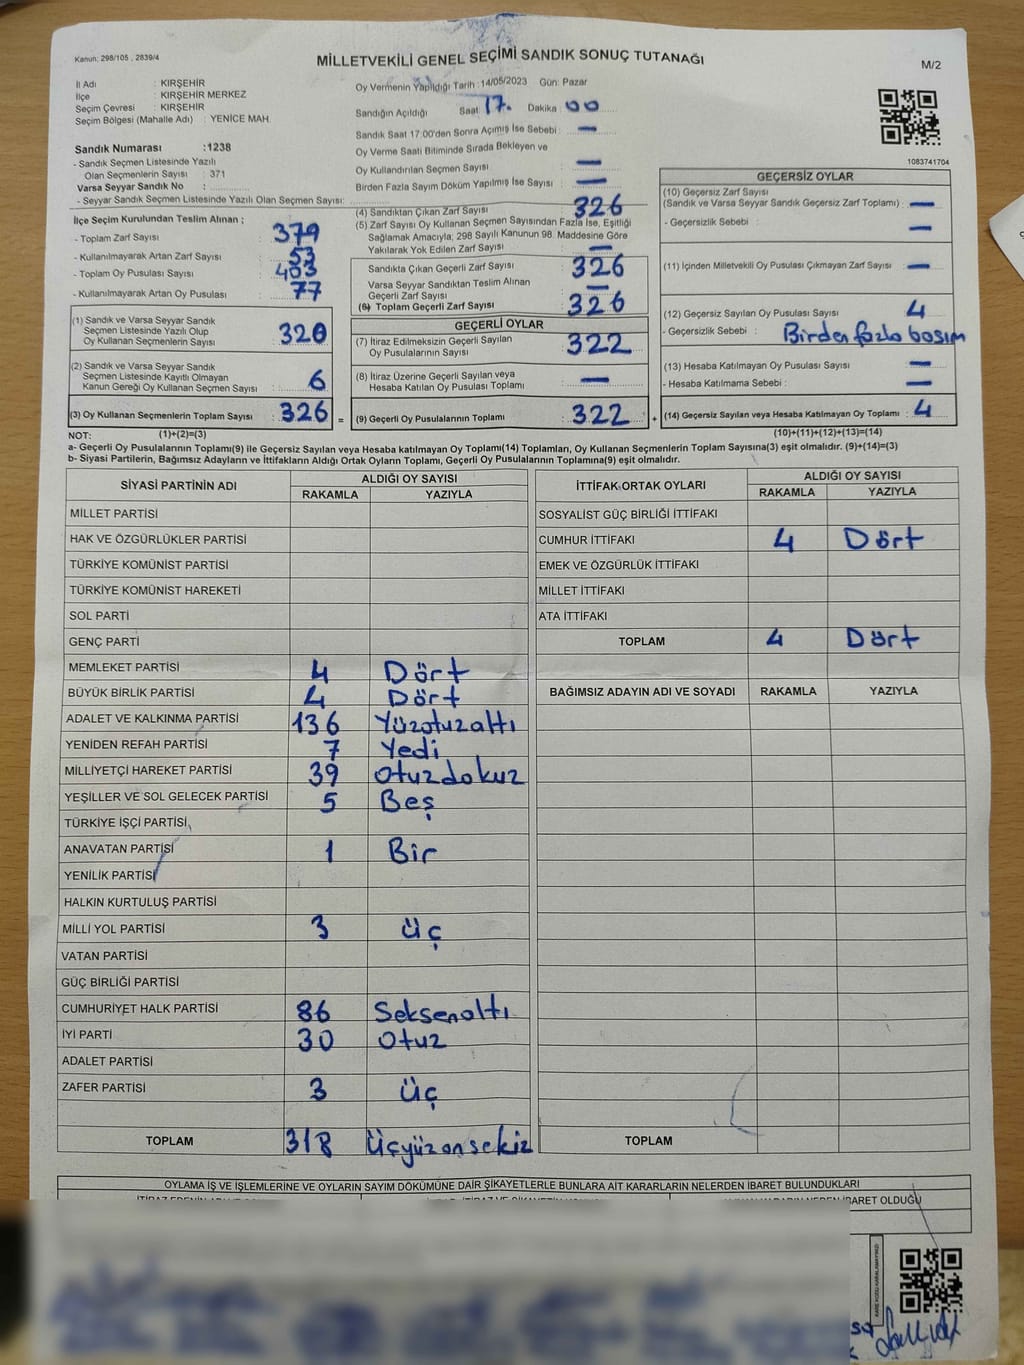 Kanun: 298/105 , 2839/4
MİLLETVEKİLİ GENEL SEÇİMİ SANDIK SONUÇ TUTANAĞI
M/2
İl Adı : KIRŞEHİR
İlçe : KIRŞEHİR MERKEZ
Seçim Çevresi : KIRŞEHİR
Seçim Bölgesi (Mahalle Adı) : YENİCE MAH
Sandık Numarası :1238
- Sandık Seçmen Listesinde Yazılı
Olan Seçmenlerin Sayısı : 371
Varsa Seyyar Sandık No :
- Seyyar Sandık Seçmen Listesinde Yazılı Olan Seçmen Sayısı:
Oy Vermenin Yapıldığı Tarih :14/05/2023 Gün: Pazar
Sandığın Açıldığı Saat 17. Dakika 00
Sandık Saat 17:00'den Sonra Açımış İse Sebebi : —
Oy Verme Saati Bitiminde Sırada Bekleyen ve
Oy Kullandırılan Seçmen Sayısı : —
Birden Fazla Sayım Döküm Yapılmış İse Sayısı : —
1083741704
İlçe Seçim Kurulundan Teslim Alınan ;
- Toplam Zarf Sayısı : 379
- Kullanılmayarak Artan Zarf Sayısı : 53
- Toplam Oy Pusulası Sayısı : 403
- Kullanılmayarak Artan Oy Pusulası : 77
(4) Sandıktan Çıkan Zarf Sayısı : 326
(5) Zarf Sayısı Oy Kullanan Seçmen Sayısından Fazla İse, Eşitliği
Sağlamak Amacıyla, 298 Sayılı Kanunun 98. Maddesine Göre
Yakılarak Yok Edilen Zarf Sayısı : —
Sandıkta Çıkan Geçerli Zarf Sayısı : 326
Varsa Seyyar Sandıktan Teslim Alınan
Geçerli Zarf Sayısı : —
(6) Toplam Geçerli Zarf Sayısı : 326
GEÇERSİZ OYLAR
(10) Geçersiz Zarf Sayısı
(Sandık ve Varsa Seyyar Sandık Geçersiz Zarf Toplamı) : —
- Geçersizlik Sebebi : —
(11) İçinden Milletvekili Oy Pusulası Çıkmayan Zarf Sayısı : —
(12) Geçersiz Sayılan Oy Pusulası Sayısı : 4
- Geçersizlik Sebebi : Birden fazla basım
(13) Hesaba Katılmayan Oy Pusulası Sayısı : —
- Hesaba Katılmama Sebebi : —
(1) Sandık ve Varsa Seyyar Sandık
Seçmen Listesinde Yazılı Olup
Oy Kullanan Seçmenlerin Sayısı : 320
(2) Sandık ve Varsa Seyyar Sandık
Seçmen Listesinde Kayıtlı Olmayan
Kanun Gereği Oy Kullanan Seçmen Sayısı : 6
GEÇERLİ OYLAR
(7) İtiraz Edilmeksizin Geçerli Sayılan
Oy Pusulalarının Sayısı : 322
(8) İtiraz Üzerine Geçerli Sayılan veya
Hesaba Katılan Oy Pusulası Toplamı : —
(3) Oy Kullanan Seçmenlerin Toplam Sayısı : 326 = (9) Geçerli Oy Pusulalarının Toplamı : 322 + (14) Geçersiz Sayılan veya Hesaba Katılmayan Oy Toplamı : 4
NOT: (1)+(2)=(3) (10)+(11)+(12)+(13)=(14)
a- Geçerli Oy Pusulalarının Toplamı(9) ile Geçersiz Sayılan veya Hesaba katılmayan Oy Toplamı(14) Toplamları, Oy Kullanan Seçmenlerin Toplam Sayısına(3) eşit olmalıdır. (9)+(14)=(3)
b- Siyasi Partilerin, Bağımsız Adayların ve İttifakların Aldığı Ortak Oyların Toplamı, Geçerli Oy Pusulalarının Toplamına(9) eşit olmalıdır.
SİYASİ PARTİNİN ADI ALDIĞI OY SAYISI
RAKAMLA YAZIYLA
MİLLET PARTİSİ
HAK VE ÖZGÜRLÜKLER PARTİSİ
TÜRKİYE KOMÜNİST PARTİSİ
TÜRKİYE KOMÜNİST HAREKETİ
SOL PARTİ
GENÇ PARTİ
MEMLEKET PARTİSİ 4 Dört
BÜYÜK BİRLİK PARTİSİ 4 Dört
ADALET VE KALKINMA PARTİSİ 136 Yüzotuzaltı
YENİDEN REFAH PARTİSİ 7 Yedi
MİLLİYETÇİ HAREKET PARTİSİ 39 Otuzdokuz
YEŞİLLER VE SOL GELECEK PARTİSİ 5 Beş
TÜRKİYE İŞÇİ PARTİSİ
ANAVATAN PARTİSİ 1 Bir
YENİLİK PARTİSİ
HALKIN KURTULUŞ PARTİSİ
MİLLİ YOL PARTİSİ 3 üç
VATAN PARTİSİ
GÜÇ BİRLİĞİ PARTİSİ
CUMHURİYET HALK PARTİSİ 86 Seksenaltı
İYİ PARTİ 30 Otuz
ADALET PARTİSİ
ZAFER PARTİSİ 3 üç
TOPLAM 318 Üçyüzonsekiz
İTTİFAK ORTAK OYLARI ALDIĞI OY SAYISI
RAKAMLA YAZIYLA
SOSYALİST GÜÇ BİRLİĞİ İTTİFAKI
CUMHUR İTTİFAKI 4 Dört
EMEK VE ÖZGÜRLÜK İTTİFAKI
MİLLET İTTİFAKI
ATA İTTİFAKI
TOPLAM 4 Dört
BAĞIMSIZ ADAYIN ADI VE SOYADI RAKAMLA YAZIYLA
TOPLAM
OYLAMA İŞ VE İŞLEMLERİNE VE OYLARIN SAYIM DÖKÜMÜNE DAİR ŞİKAYETLERLE BUNLARA AİT KARARLARIN NELERDEN İBARET BULUNDUKLARI
İBARET OLDUĞU